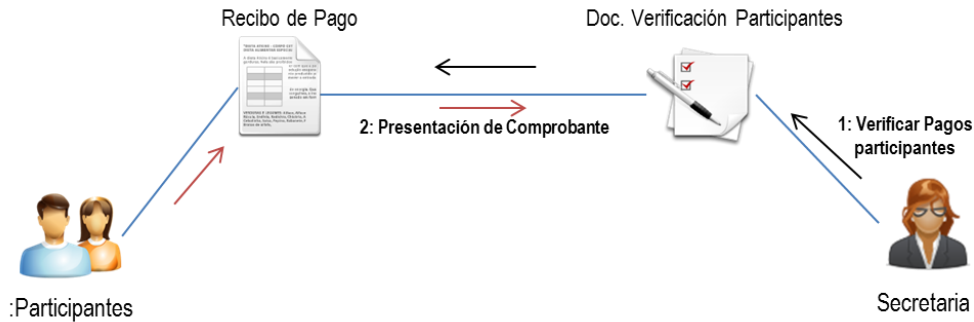 Recibo de Pago
Doc. Verificación Participantes
2: Presentación de Comprobante
1: Verificar Pagos
participantes
:Participantes
Secretaria